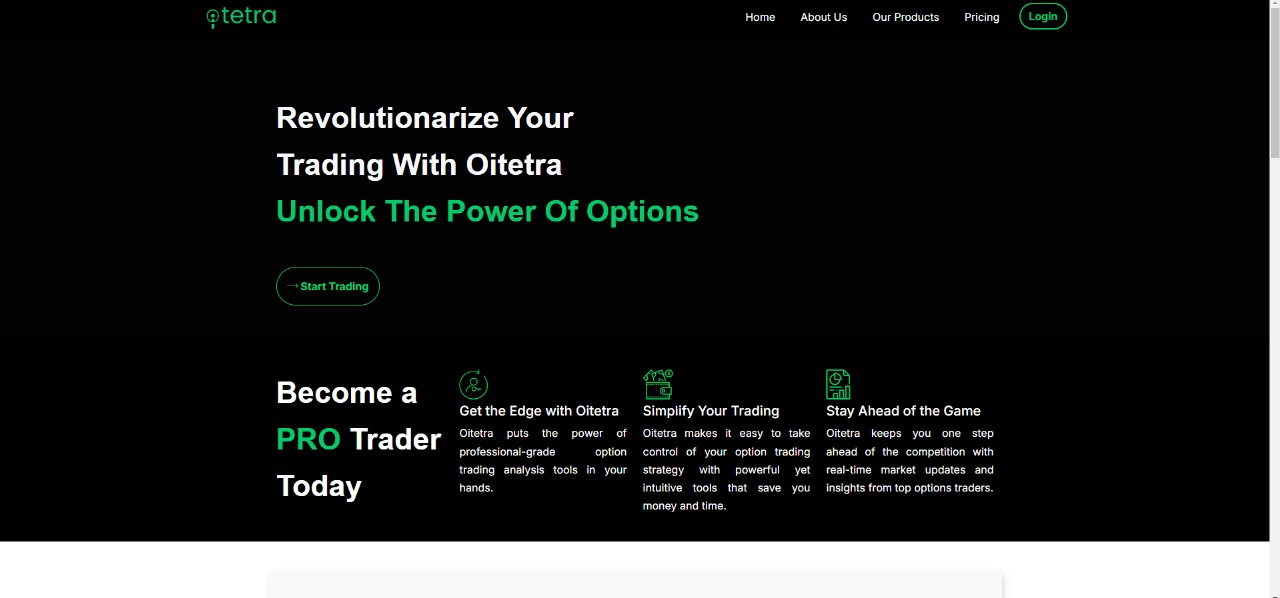 Oitetra
Home
About Us
Our Products
Pricing
Login
Revolutionarize Your
Trading With Oitetra
Unlock The Power Of Options
→Start Trading
Become a
PRO Trader
Today
Get the Edge with Oitetra
Oitetra puts the power of
professional-grade option
trading analysis tools in your
hands.
Simplify Your Trading
Oitetra makes it easy to take
control of your option trading
strategy with powerful yet
intuitive tools that save you
money and time.
Stay Ahead of the Game
Oitetra keeps you one step
ahead of the competition with
real-time market updates and
insights from top options traders.